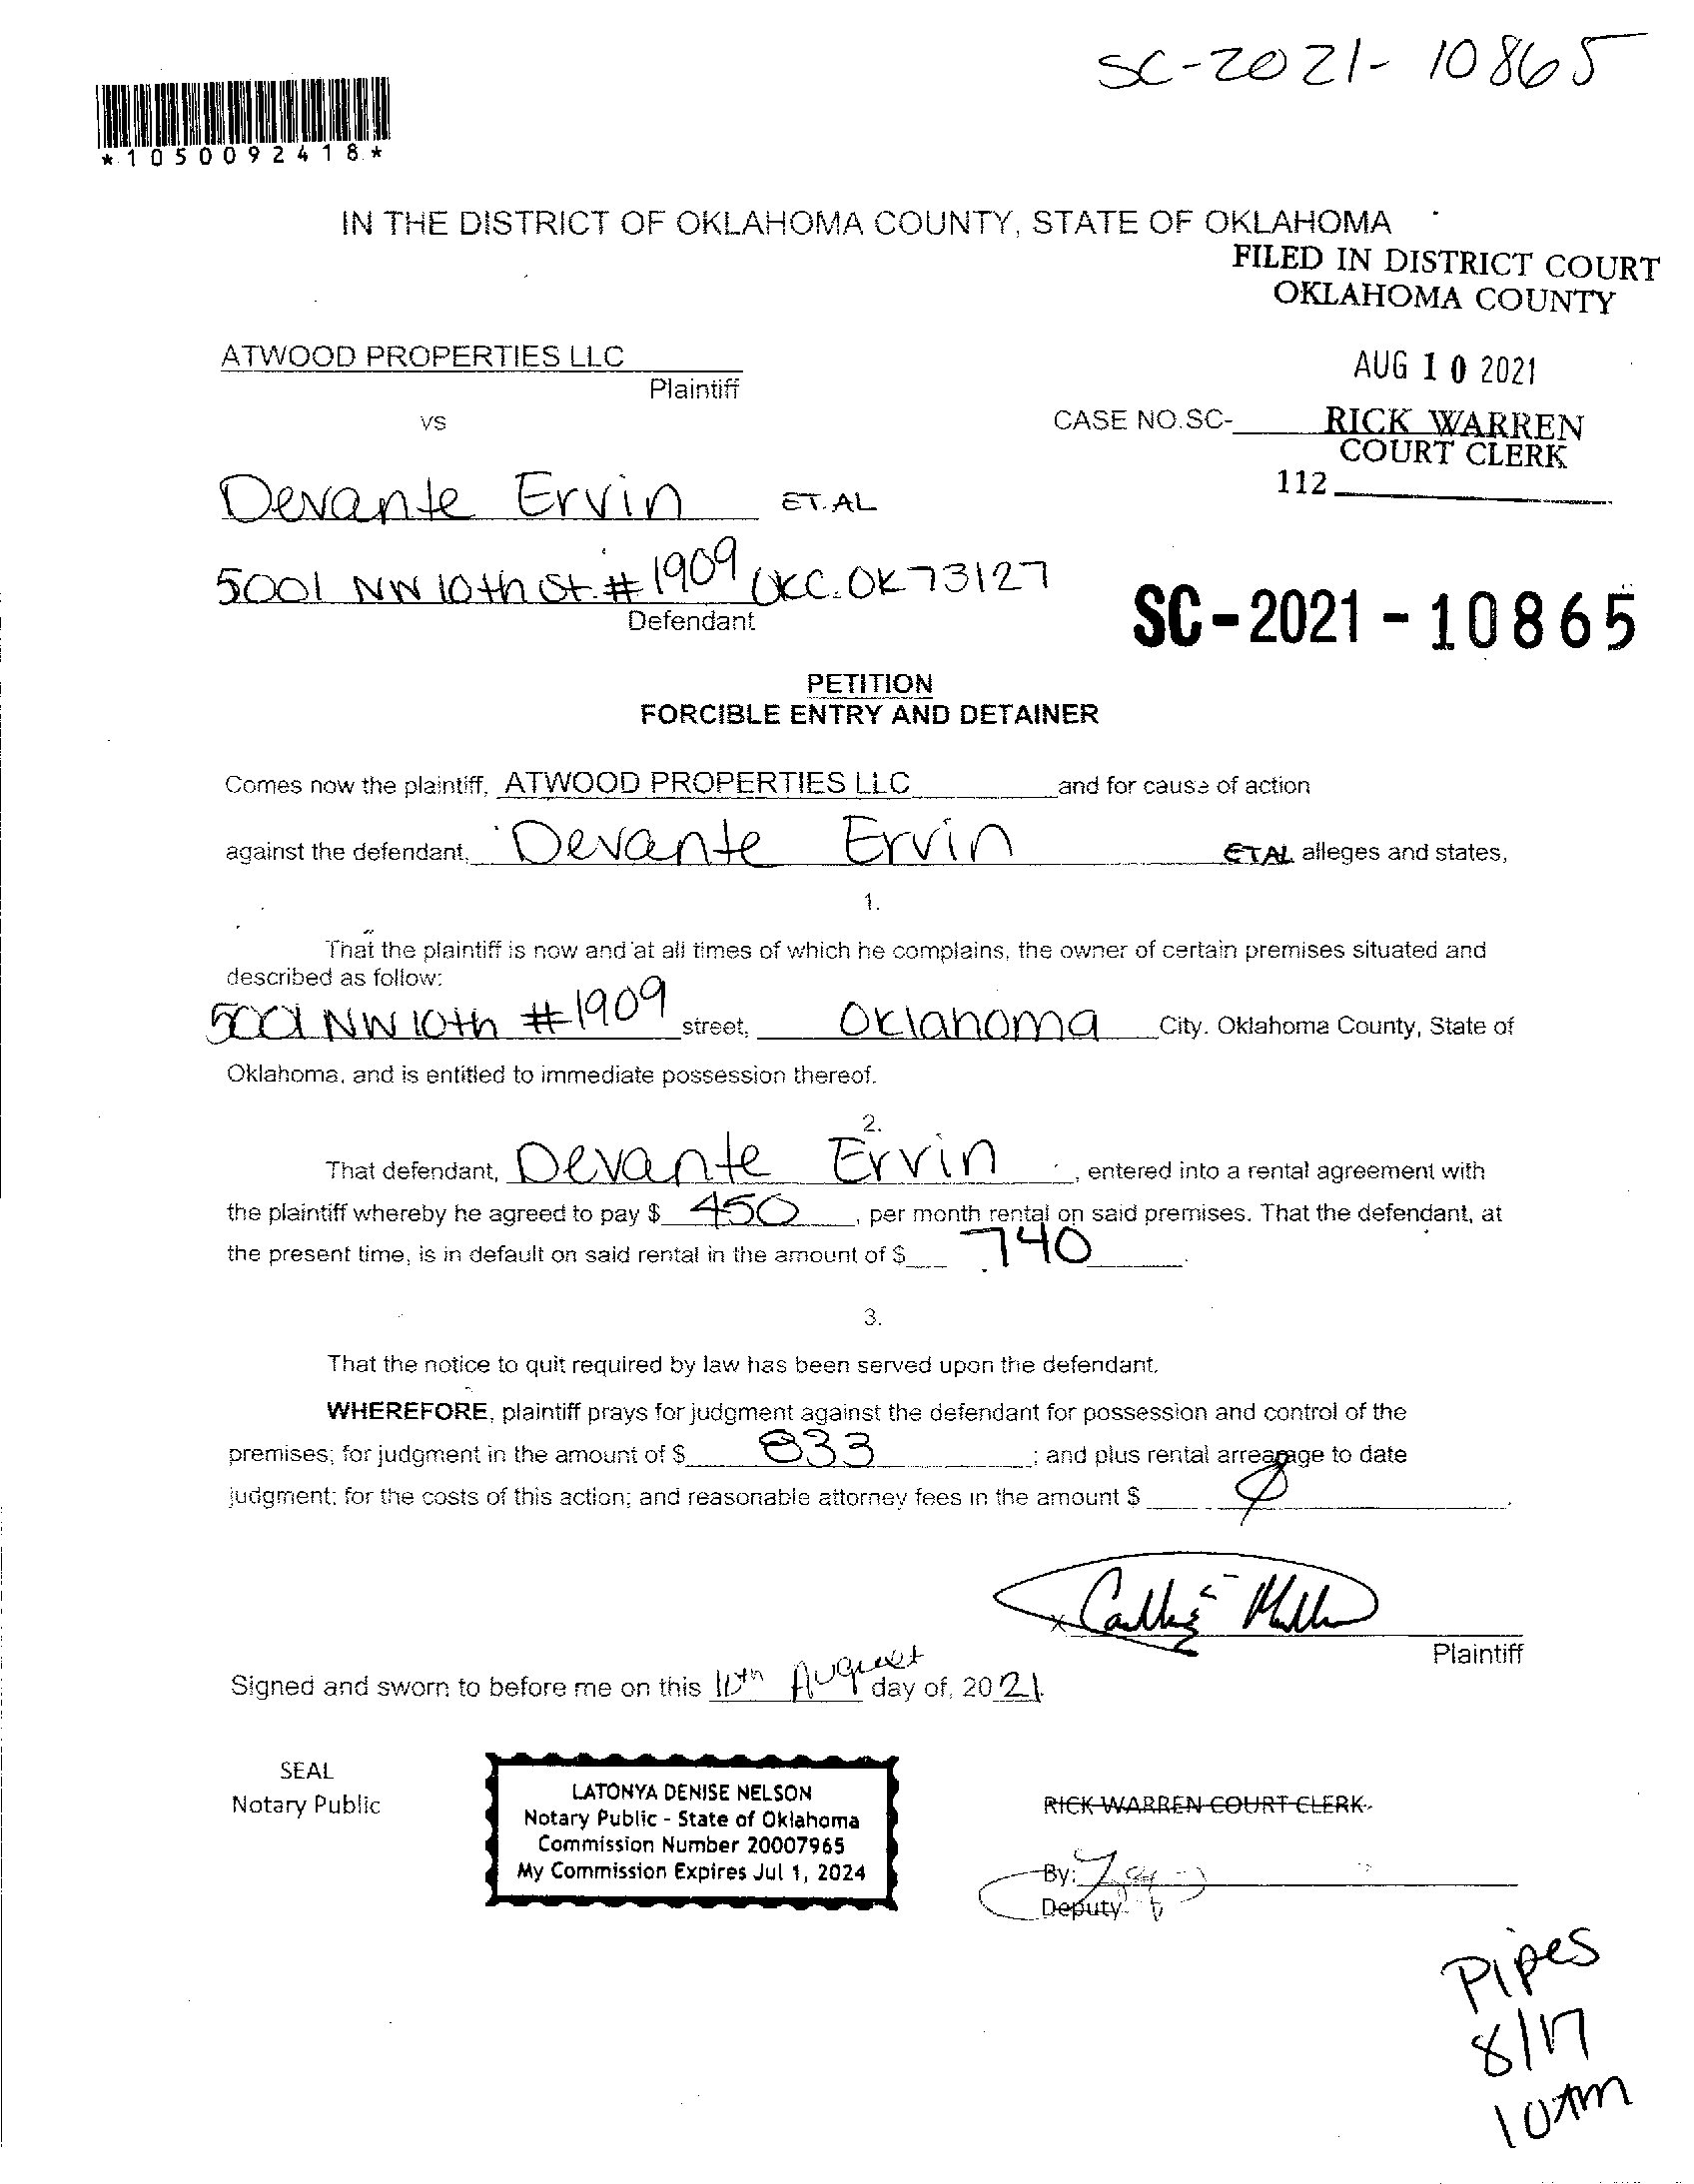 SC-2021-10865
*1050092418*
IN THE DISTRICT OF OKLAHOMA COUNTY, STATE OF OKLAHOMA
FILED IN DISTRICT COURT
OKLAHOMA COUNTY
ATWOOD PROPERTIES LLC
AUG 10 2021
Plaintiff
VS
CASE NO.SC-
RICK WARREN
COURT CLERK
112
Devante Ervin ET.AL
5001 NW 10th St. #1909 OKC. OK 73127
Defendant
SC-2021-10865
PETITION
FORCIBLE ENTRY AND DETAINER
Comes now the plaintiff, ATWOOD PROPERTIES LLC and for cause of action
against the defendant, Devante Ervin ETAL alleges and states,
1.
That the plaintiff is now and at all times of which he complains, the owner of certain premises situated and
described as follow:
5001 NW 10th #1909 street, Oklahoma City. Oklahoma County, State of
Oklahoma, and is entitled to immediate possession thereof.
2.
That defendant, Devante Ervin, entered into a rental agreement with
the plaintiff whereby he agreed to pay $ 450, per month rental on said premises. That the defendant, at
the present time, is in default on said rental in the amount of $ 740.
3.
That the notice to quit required by law has been served upon the defendant.
WHEREFORE, plaintiff prays for judgment against the defendant for possession and control of the
premises; for judgment in the amount of $ 833; and plus rental arrearage to date
judgment; for the costs of this action; and reasonable attorney fees in the amount $ Ø.
x
Plaintiff
Signed and sworn to before me on this 10th August day of, 2021.
SEAL
Notary Public
LATONYA DENISE NELSON
Notary Public - State of Oklahoma
Commission Number 20007965
My Commission Expires Jul 1, 2024
RICK WARREN COURT CLERK
By:
Deputy
Pipes
8/17
10AM